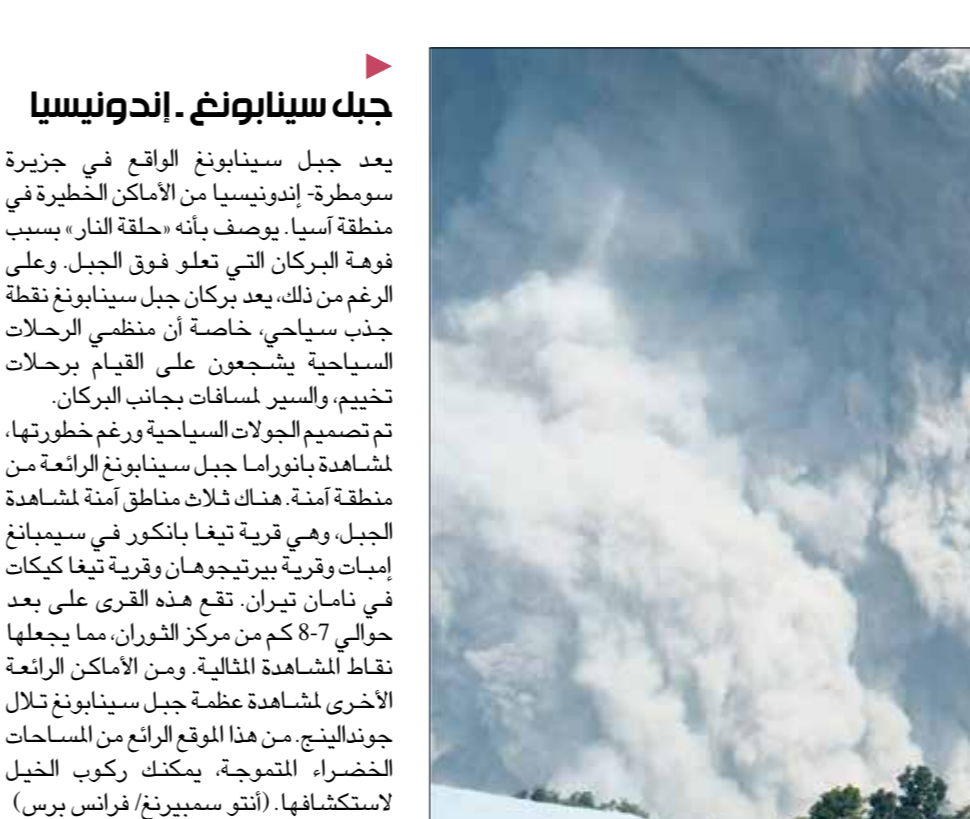 جبل سينابونغ ـ إندونيسيا
يعد جبل سينابونغ الواقع في جزيرة
سومطرة- إندونيسيا من الأماكن الخطيرة في
منطقة آسيا. يوصف بأنه «حلقة النار» بسبب
فوهة البركان التي تعلو فوق الجبل. وعلى
الرغم من ذلك، يعد بركان جبل سينابونغ نقطة
جذب سياحي، خاصة أن منظمي الرحلات
السياحية يشجعون على القيام برحلات
تخييم، والسير لمسافات بجانب البركان.
تم تصميم الجولات السياحية ورغم خطورتها،
لمشاهدة بانوراما جبل سينابونغ الرائعة من
منطقة آمنة. هناك ثلاث مناطق آمنة لمشاهدة
الجبل، وهي قرية تيغا بانكور في سيمبانغ
إمبات وقرية بيرتيجوهان وقرية تيغا كيكات
في نامان تيران. تقع هذه القرى على بعد
حوالي 7-8 كم من مركز الثوران، مما يجعلها
نقاط المشاهدة المثالية. ومن الأماكن الرائعة
الأخرى لمشاهدة عظمة جبل سينابونغ تلال
جوندالينج. من هذا الموقع الرائع من المساحات
الخضراء المتموجة، يمكنك ركوب الخيل
لاستكشافها. (أنتو سمبيرنغ/ فرانس برس)